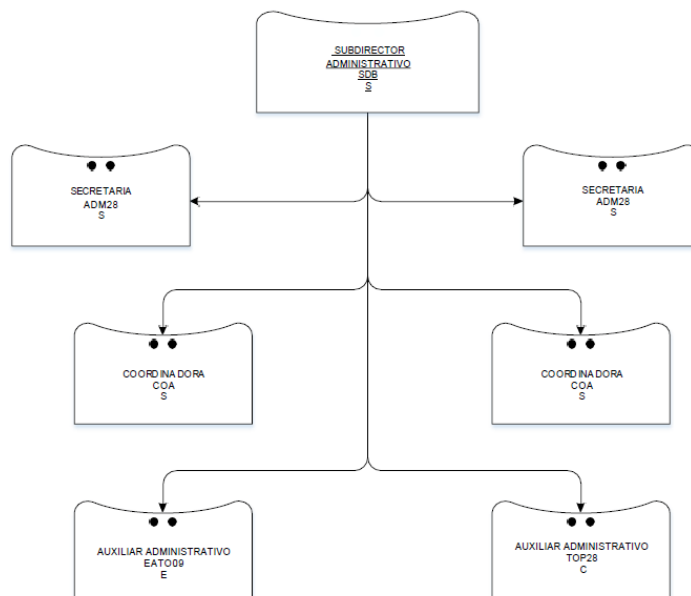 SUBDIRECTOR
ADMINISTRATIVO
SDB
S
SECRETARIA
ADM28
S
SECRETARIA
ADM28
S
COORDINADORA
COA
S
COORDINADORA
COA
S
AUXILIAR ADMINISTRATIVO
EATO09
E
AUXILIAR ADMINISTRATIVO
TOP28
C